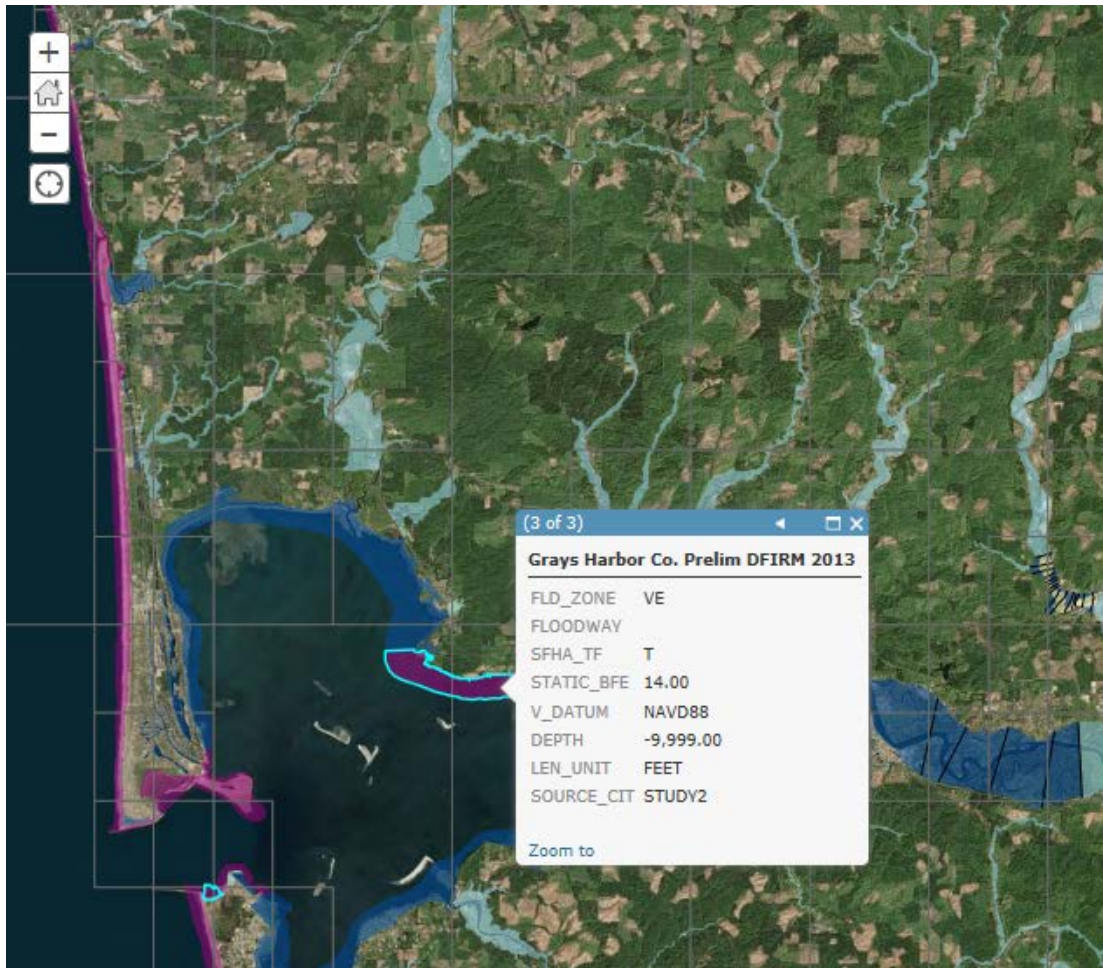 +
−
(3 of 3)
Grays Harbor Co. Prelim DFIRM 2013
FLD_ZONE VE
FLOODWAY
SFHA_TF T
STATIC_BFE 14.00
V_DATUM NAVD88
DEPTH -9,999.00
LEN_UNIT FEET
SOURCE_CIT STUDY2
Zoom to